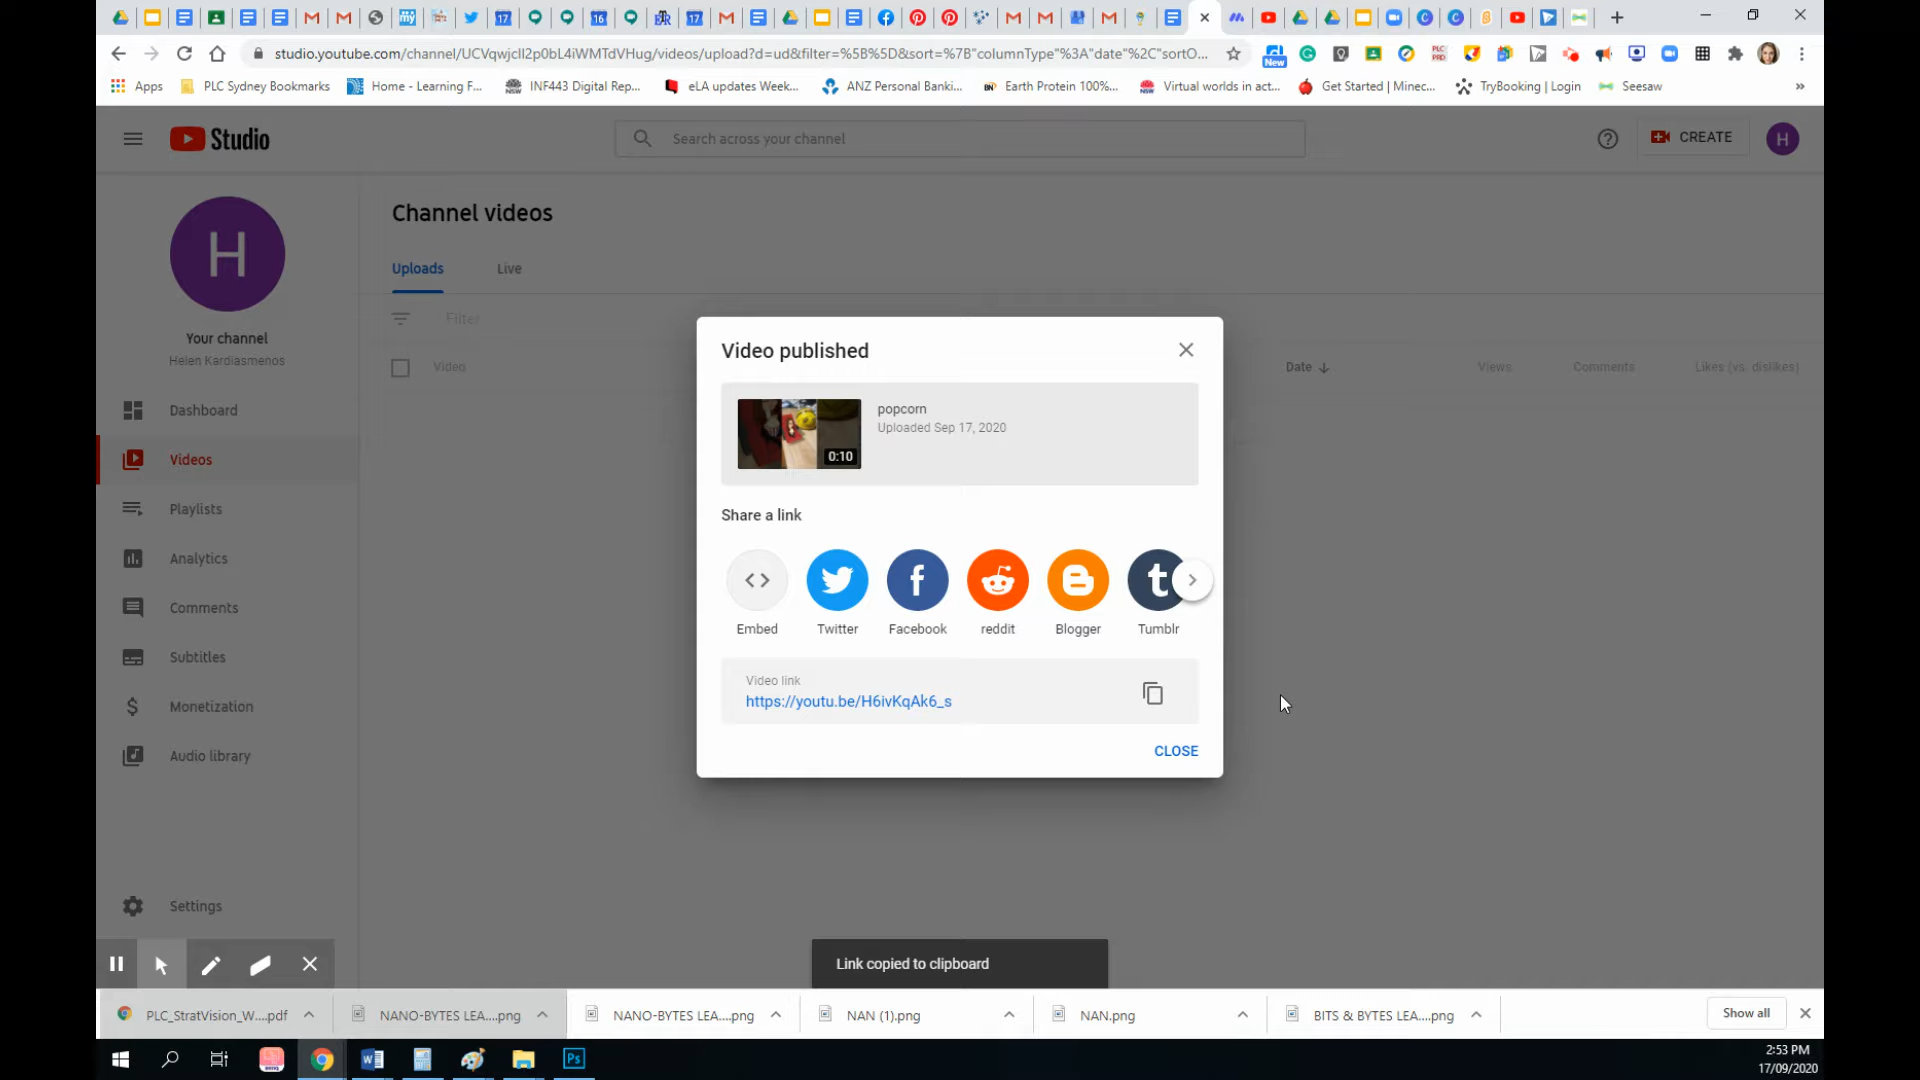 studio.youtube.com/channel/UCVqwjcII2p0bL4iWMTdVHug/videos/upload?d=ud&filter=%5B%5D&sort=%7B"columnType"%3A"date"%2C"sortO...
New
Apps
PLC Sydney Bookmarks
Home - Learning F...
INF443 Digital Rep...
eLA updates Week...
ANZ Personal Banki...
Earth Protein 100%...
Virtual worlds in act...
Get Started | Minec...
TryBooking | Login
Seesaw
Studio
Search across your channel
CREATE
H
H
Your channel
Helen Kardiasmenos
Dashboard
Videos
Playlists
Analytics
Comments
Subtitles
Monetization
Audio library
Settings
Channel videos
Uploads
Live
Filter
Video
Date
Views
Comments
Likes (vs. dislikes)
Video published
popcorn
Uploaded Sep 17, 2020
0:10
Share a link
Embed
Twitter
Facebook
reddit
Blogger
Tumblr
Video link
https://youtu.be/H6ivKqAk6_s
CLOSE
Link copied to clipboard
PLC_StratVision_W....pdf
NANO-BYTES LEA....png
NANO-BYTES LEA....png
NAN (1).png
NAN.png
BITS & BYTES LEA....png
Show all
Ps
2:53 PM
17/09/2020